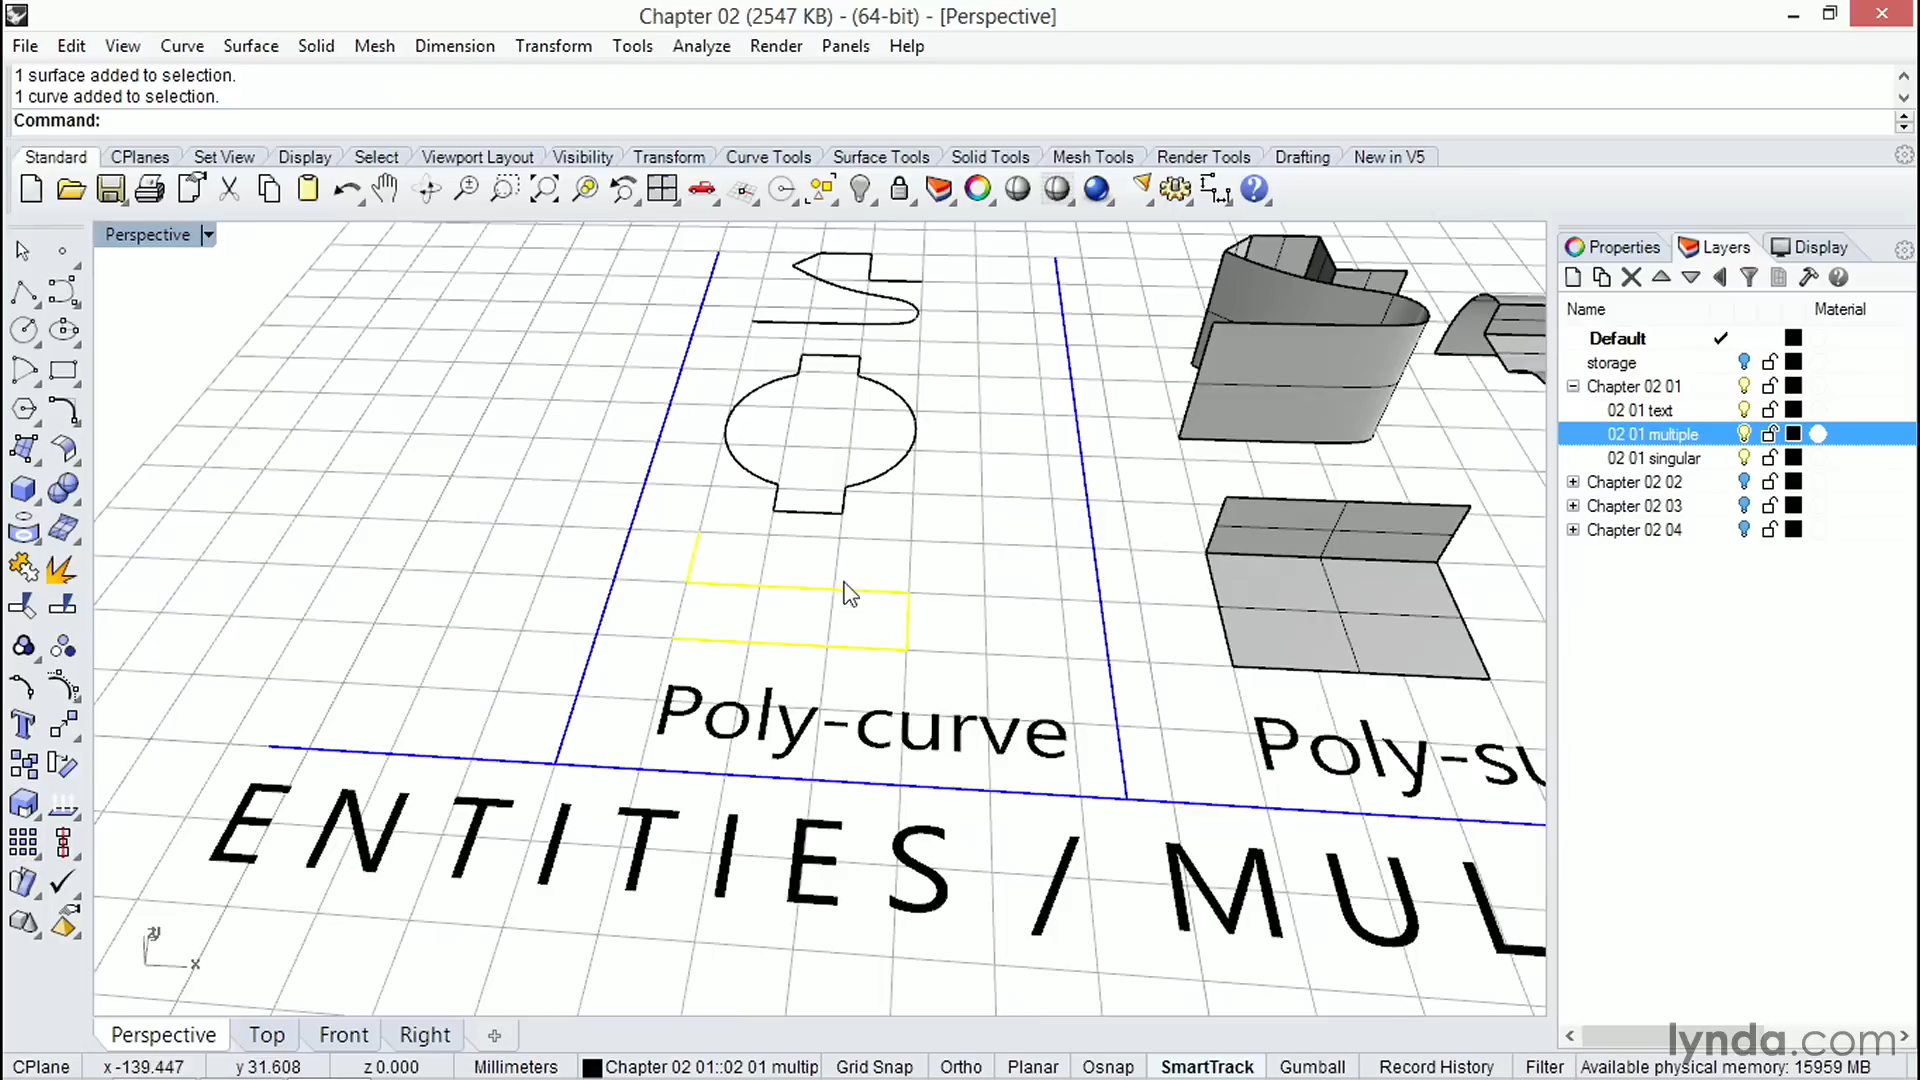 Chapter 02 (2547 KB) - (64-bit) - [Perspective]
File Edit View Curve Surface Solid Mesh Dimension Transform Tools Analyze Render Panels Help
1 surface added to selection.
1 curve added to selection.
Command:
Standard CPlanes Set View Display Select Viewport Layout Visibility Transform Curve Tools Surface Tools Solid Tools Mesh Tools Render Tools Drafting New in V5
Perspective
Properties Layers Display
Name Material
Default
storage
Chapter 02 01
02 01 text
02 01 multiple
02 01 singular
Chapter 02 02
Chapter 02 03
Chapter 02 04
Poly-curve
Poly-su
ENTITIES / MUL
x
Perspective Top Front Right
lynda.com
CPlane x -139.447 y 31.608 z 0.000 Millimeters Chapter 02 01::02 01 multip Grid Snap Ortho Planar Osnap SmartTrack Gumball Record History Filter Available physical memory: 15959 MB